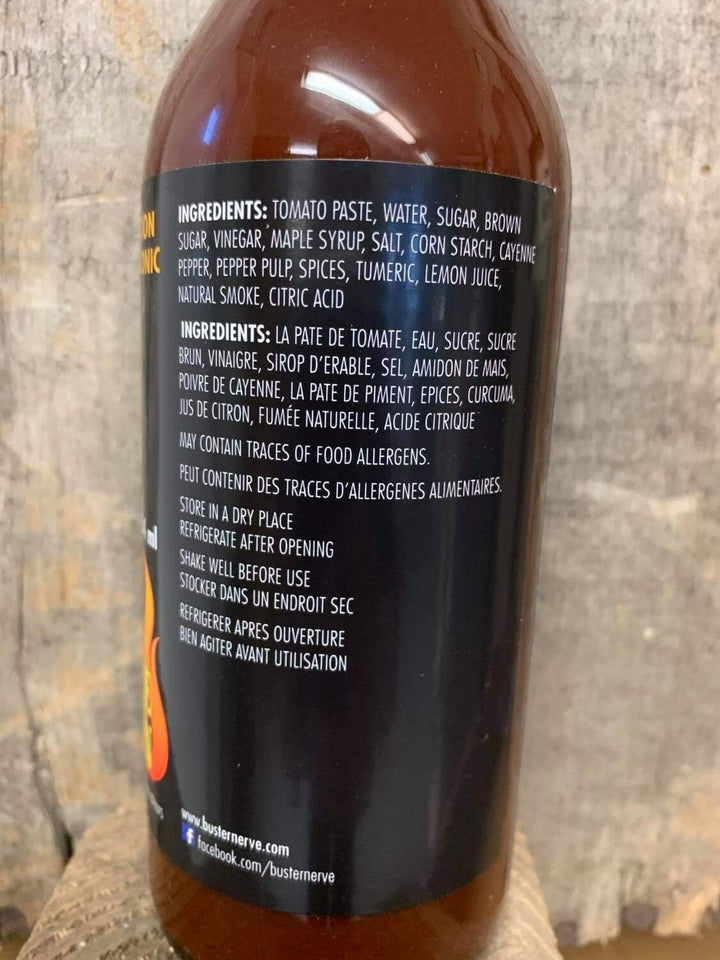 INGREDIENTS: TOMATO PASTE, WATER, SUGAR, BROWN
SUGAR, VINEGAR, MAPLE SYRUP, SALT, CORN STARCH, CAYENNE
PEPPER, PEPPER PULP, SPICES, TUMERIC, LEMON JUICE,
NATURAL SMOKE, CITRIC ACID
INGREDIENTS: LA PATE DE TOMATE, EAU, SUCRE, SUCRE
BRUN, VINAIGRE, SIROP D'ERABLE, SEL, AMIDON DE MAIS,
POIVRE DE CAYENNE, LA PATE DE PIMENT, EPICES, CURCUMA,
JUS DE CITRON, FUMÉE NATURELLE, ACIDE CITRIQUE
MAY CONTAIN TRACES OF FOOD ALLERGENS.
PEUT CONTENIR DES TRACES D'ALLERGENES ALIMENTAIRES.
STORE IN A DRY PLACE
REFRIGERATE AFTER OPENING
SHAKE WELL BEFORE USE
STOCKER DANS UN ENDROIT SEC
REFRIGERER APRES OUVERTURE
BIEN AGITER AVANT UTILISATION
www.busternerve.com
f facebook.com/busternerve
ml